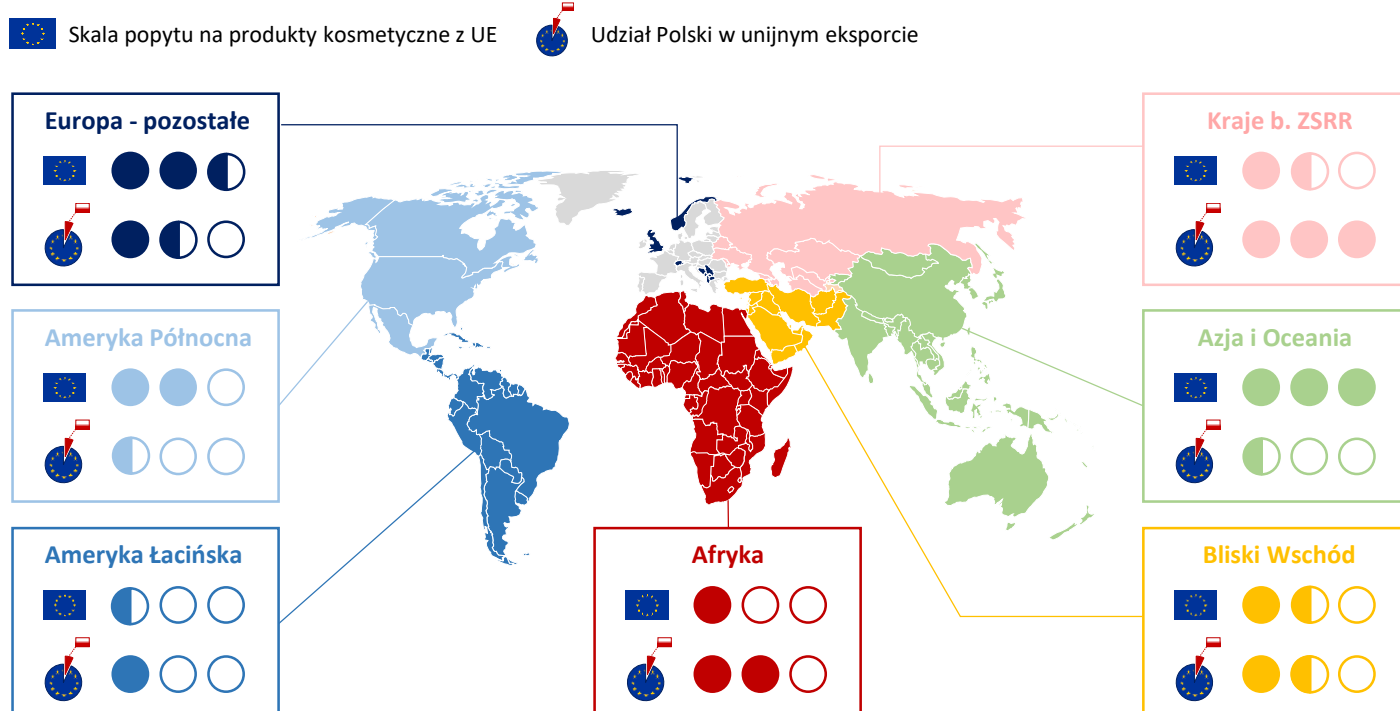 Skala popytu na produkty kosmetyczne z UE
Udział Polski w unijnym eksporcie
Europa - pozostałe
Kraje b. ZSRR
Ameryka Północna
Azja i Oceania
Ameryka Łacińska
Afryka
Bliski Wschód